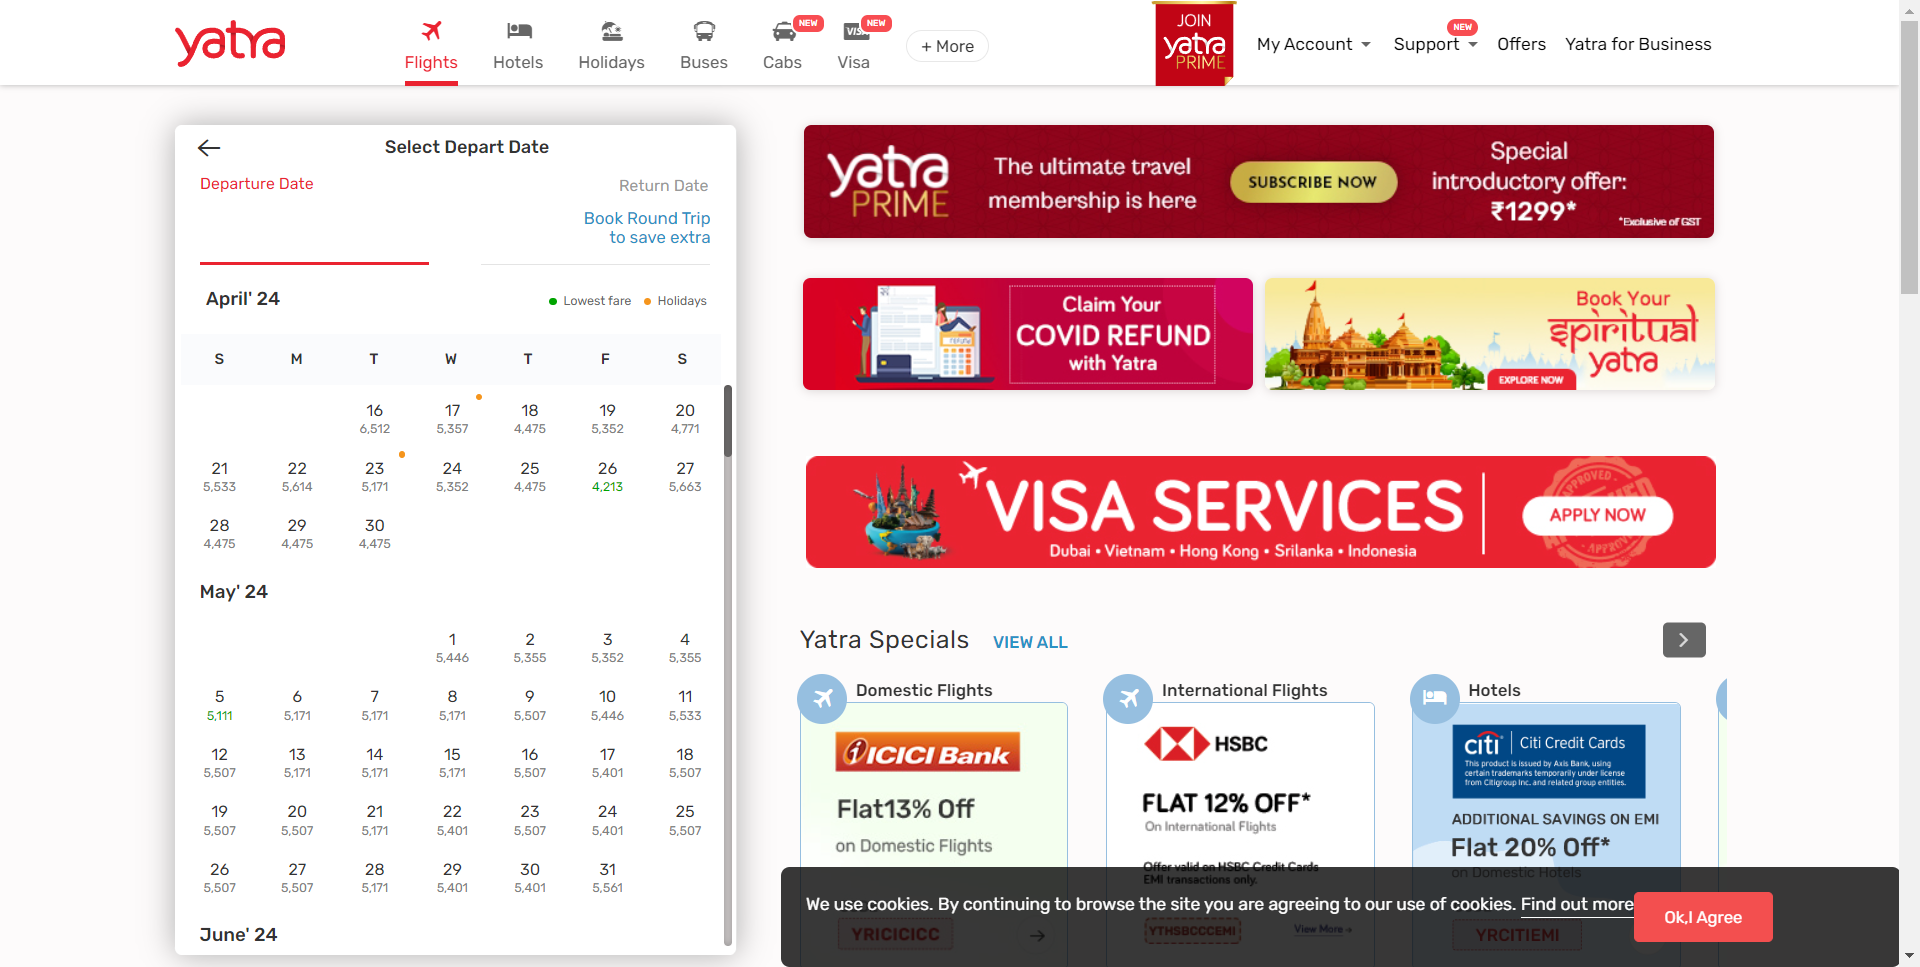 yatra
Flights
Hotels
Holidays
Buses
NEW
Cabs
NEW
VISA
Visa
+ More
JOIN
yatra
PRIME
My Account
NEW
Support
Offers
Yatra for Business
Select Depart Date
Departure Date
Return Date
Book Round Trip
to save extra
April' 24
Lowest fare
Holidays
S M T W T F S
16 17 18 19 20
6,512 5,357 4,475 5,352 4,771
21 22 23 24 25 26 27
5,533 5,614 5,171 5,352 4,475 4,213 5,663
28 29 30
4,475 4,475 4,475
May' 24
1 2 3 4
5,446 5,355 5,352 5,355
5 6 7 8 9 10 11
5,111 5,171 5,171 5,171 5,507 5,446 5,533
12 13 14 15 16 17 18
5,507 5,171 5,171 5,171 5,507 5,401 5,507
19 20 21 22 23 24 25
5,507 5,507 5,171 5,401 5,507 5,401 5,507
26 27 28 29 30 31
5,507 5,507 5,171 5,401 5,401 5,561
June' 24
yatra
PRIME
The ultimate travel
membership is here
SUBSCRIBE NOW
Special
introductory offer:
₹1299*
*Exclusive of GST
REFUND
Claim Your
COVID REFUND
with Yatra
Book Your
spiritual
yatra
EXPLORE NOW
VISA SERVICES
Dubai • Vietnam • Hong Kong • Srilanka • Indonesia
APPROVED
APPLY NOW
Yatra Specials
VIEW ALL
Domestic Flights
ICICI Bank
Flat13% Off
on Domestic Flights
YRICICICC
International Flights
HSBC
FLAT 12% OFF*
On International Flights
Offer valid on HSBC Credit Cards
EMI transactions only.
YTHSBCCCEMI
View More
Hotels
citi
Citi Credit Cards
This product is issued by Axis Bank, using
certain trademarks temporarily under license
from Citigroup Inc. and related group entities.
ADDITIONAL SAVINGS ON EMI
Flat 20% Off*
on Domestic Hotels
YRCITIEMI
We use cookies. By continuing to browse the site you are agreeing to our use of cookies. Find out more
Ok,I Agree